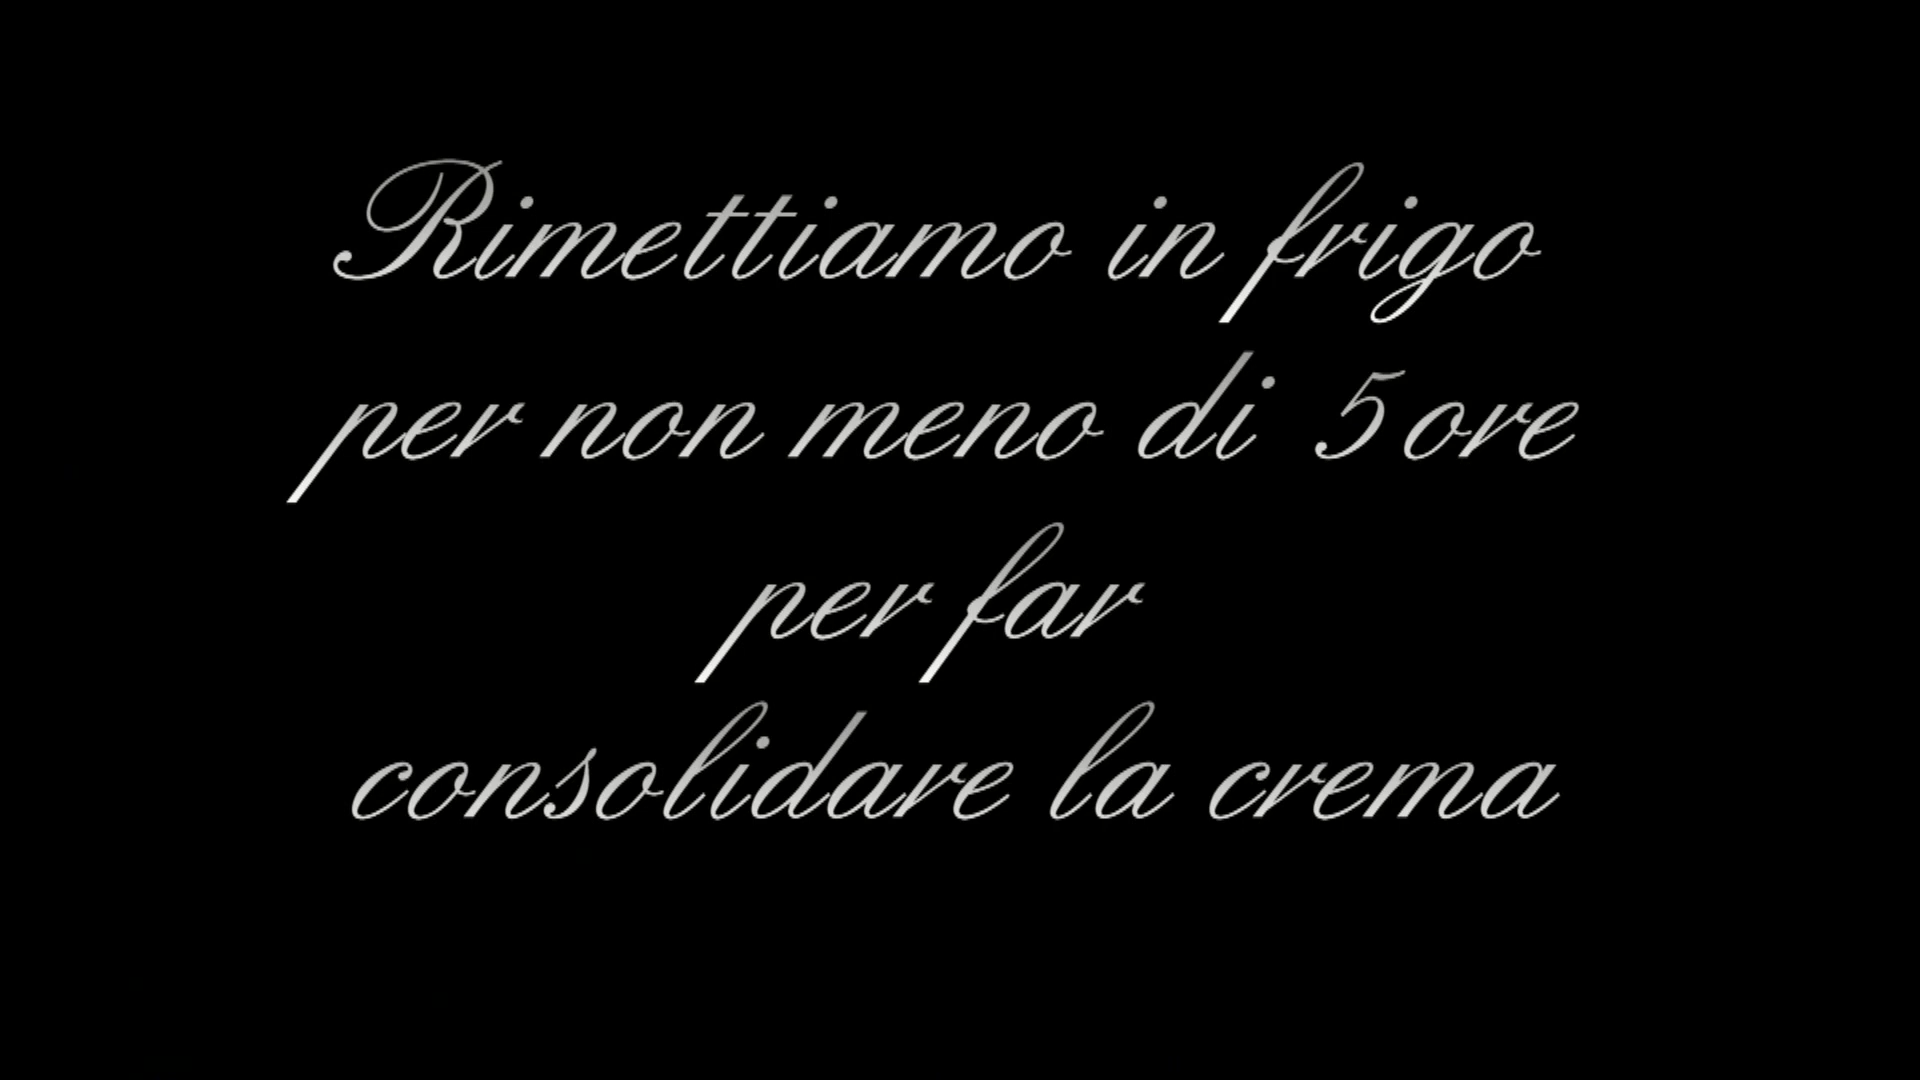 Rimettiamo in frigo
per non meno di 5 ore
per far
consolidare la crema